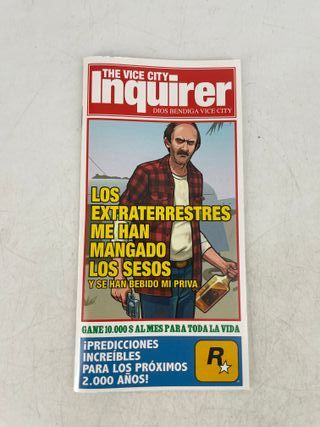 THE VICE CITY
Inquirer
DIOS BENDIGA VICE CITY
LOS
EXTRATERRESTRES
ME HAN
MANGADO
LOS SESOS
Y SE HAN BEBIDO MI PRIVA
GANE 10.000 $ AL MES PARA TODA LA VIDA
¡PREDICCIONES
INCREÍBLES
PARA LOS PRÓXIMOS
2.000 AÑOS!
R